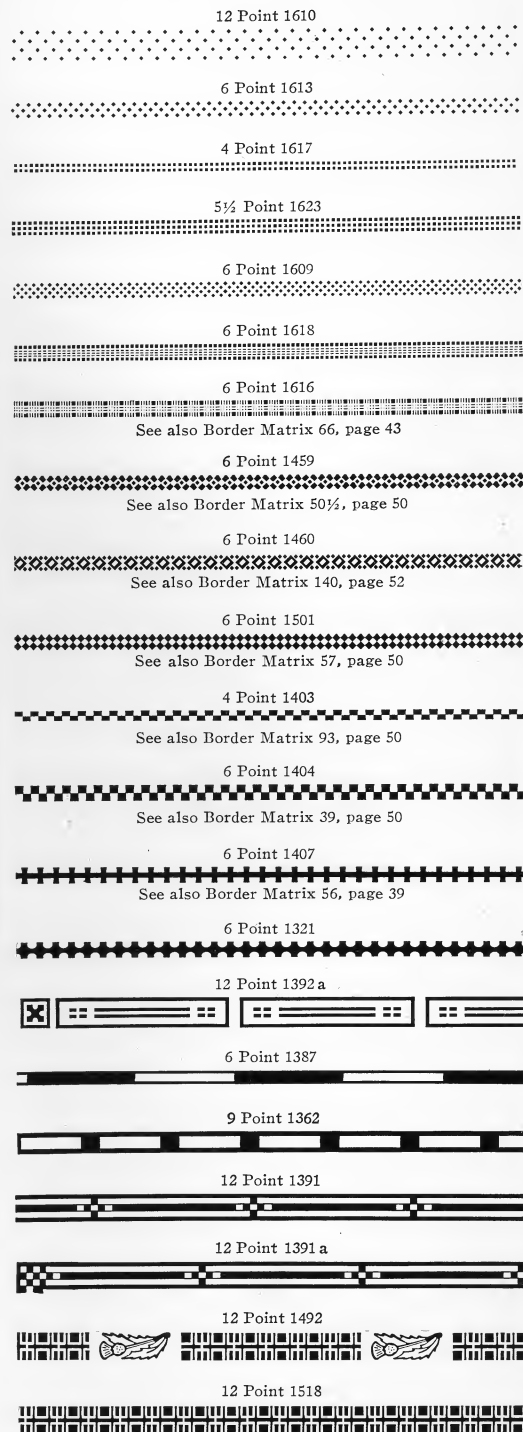 12 Point 1610
6 Point 1613
4 Point 1617
5½ Point 1623
6 Point 1609
6 Point 1618
6 Point 1616
See also Border Matrix 66, page 43
6 Point 1459
See also Border Matrix 50½, page 50
6 Point 1460
See also Border Matrix 140, page 52
6 Point 1501
See also Border Matrix 57, page 50
4 Point 1403
See also Border Matrix 93, page 50
6 Point 1404
See also Border Matrix 39, page 50
6 Point 1407
See also Border Matrix 56, page 39
6 Point 1321
12 Point 1392a
6 Point 1387
9 Point 1362
12 Point 1391
12 Point 1391a
12 Point 1492
12 Point 1518